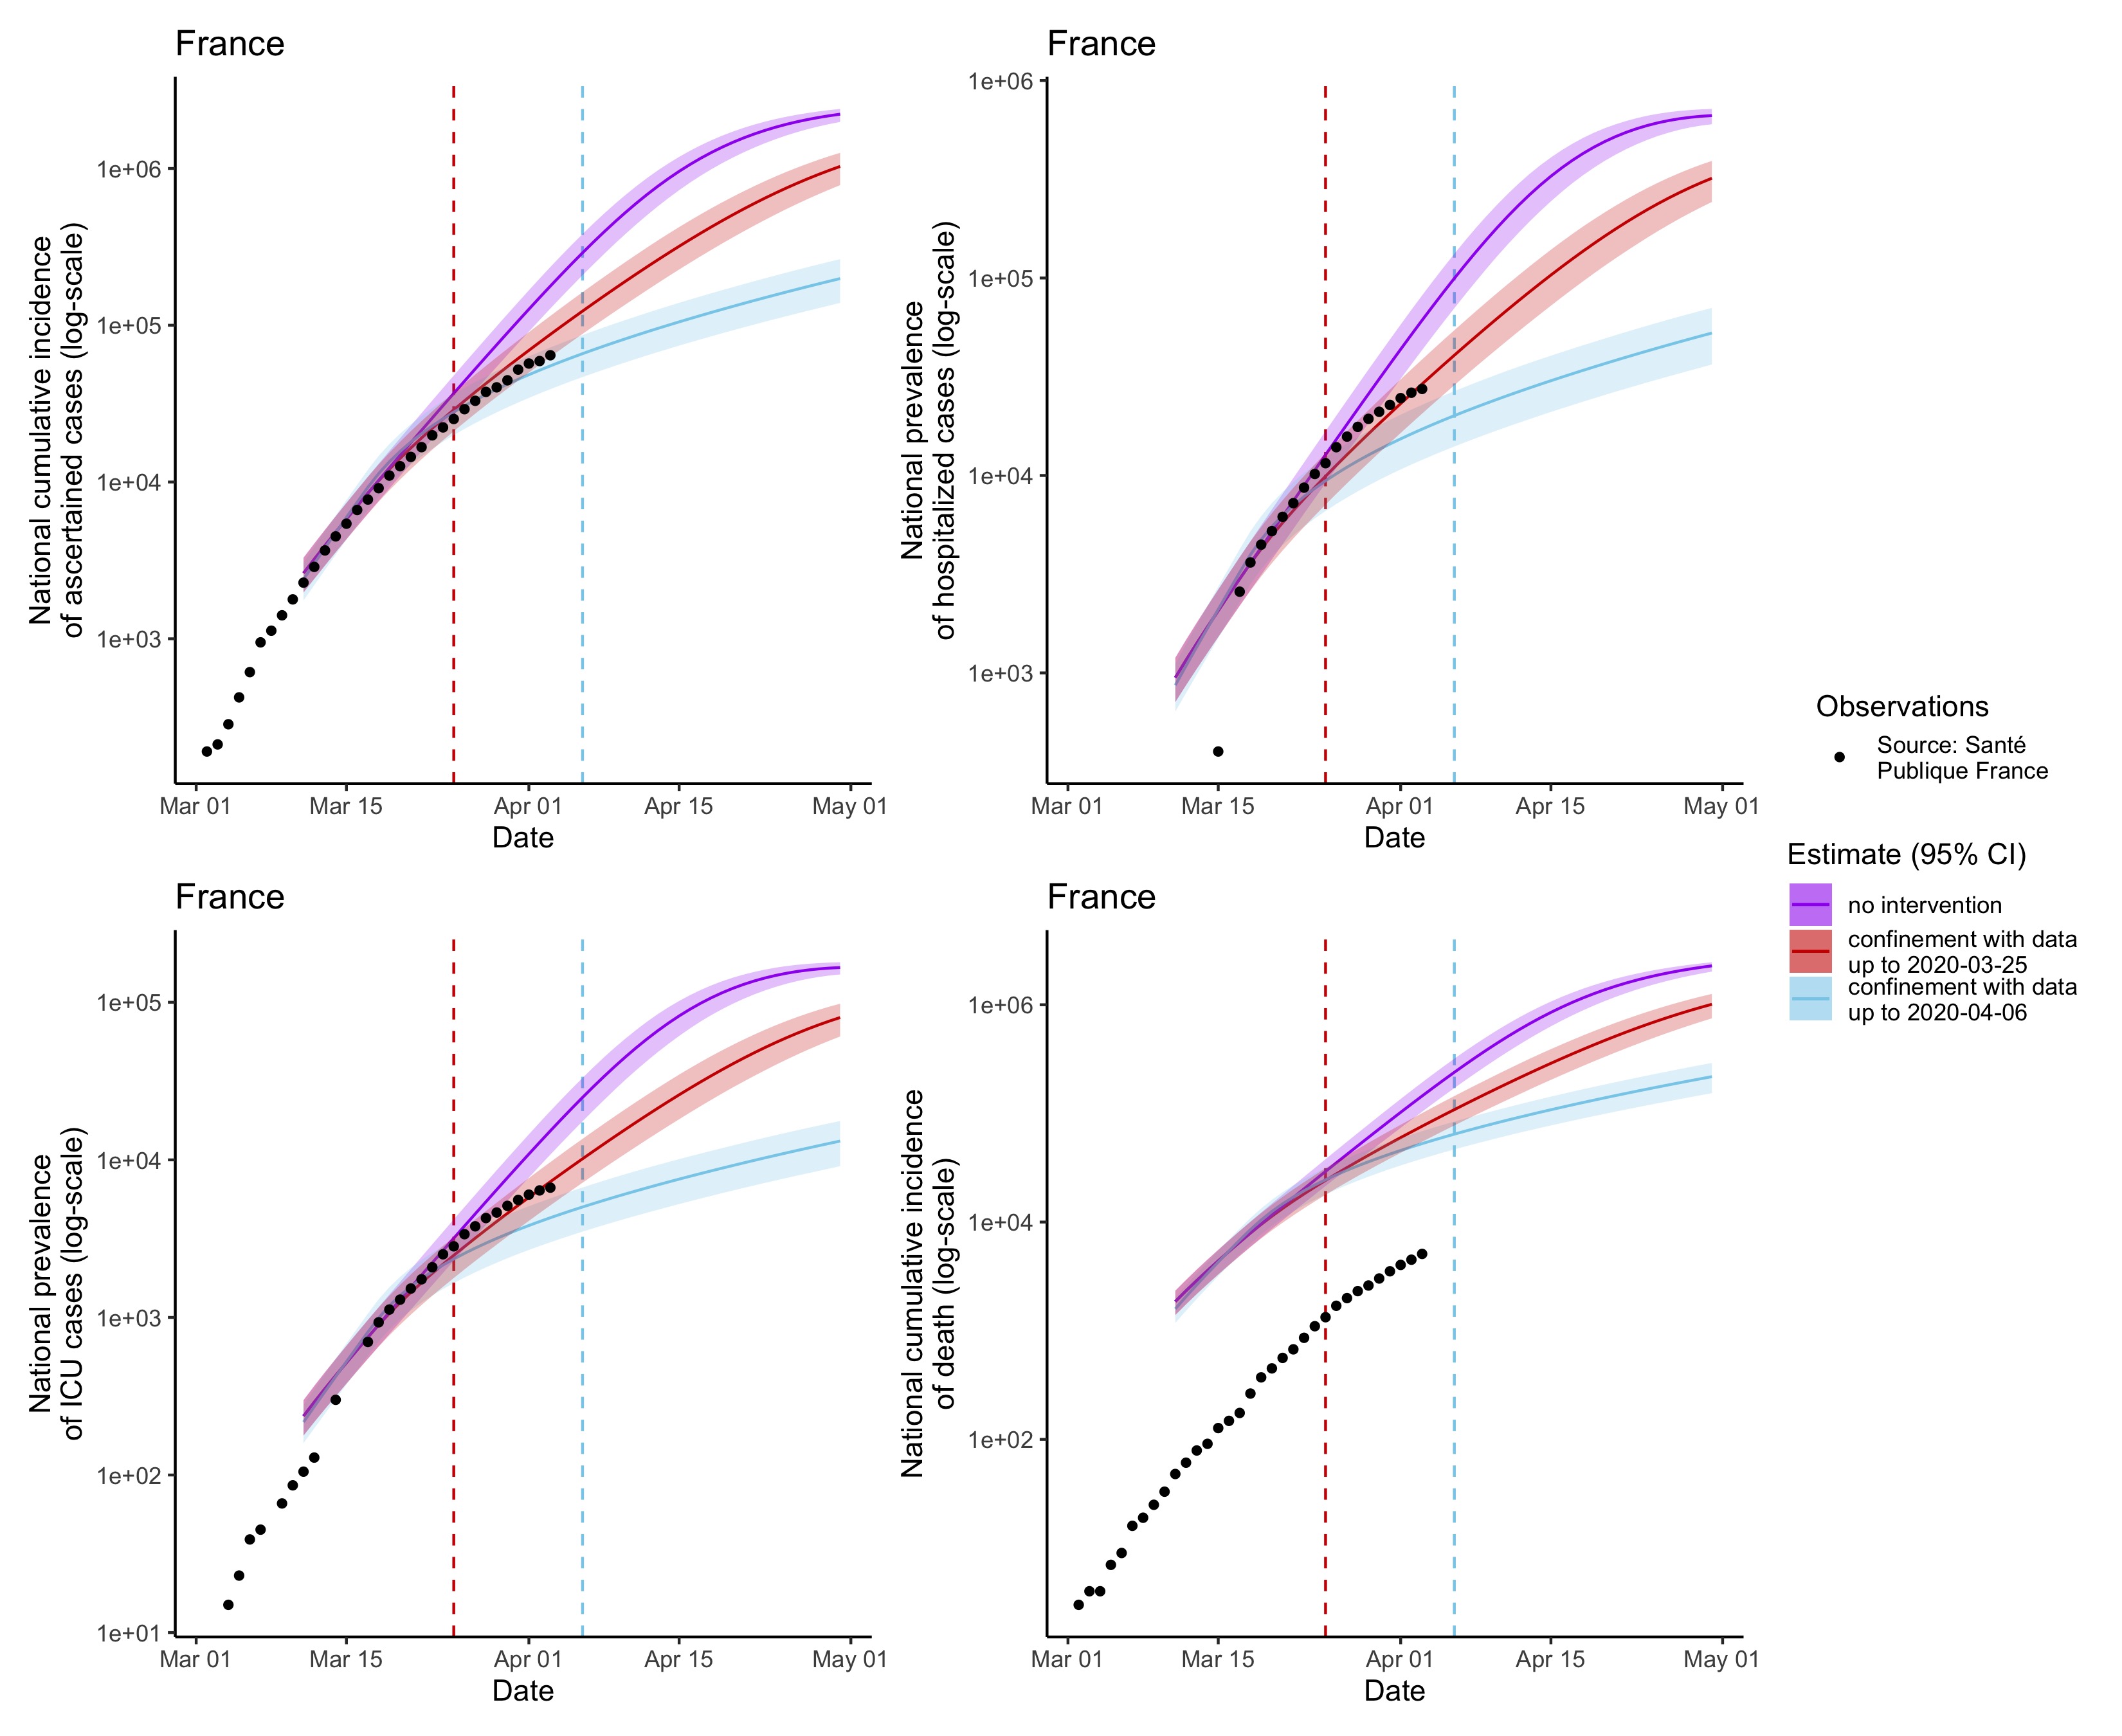 France
National cumulative incidence
of ascertained cases (log-scale)
1e+06
1e+05
1e+04
1e+03
Mar 01
Mar 15
Apr 01
Apr 15
May 01
Date
France
National prevalence
of hospitalized cases (log-scale)
1e+06
1e+05
1e+04
1e+03
Mar 01
Mar 15
Apr 01
Apr 15
May 01
Date
France
National prevalence
of ICU cases (log-scale)
1e+05
1e+04
1e+03
1e+02
1e+01
Mar 01
Mar 15
Apr 01
Apr 15
May 01
Date
France
National cumulative incidence
of death (log-scale)
1e+06
1e+04
1e+02
Mar 01
Mar 15
Apr 01
Apr 15
May 01
Date
Observations
Source: Santé
Publique France
Estimate (95% CI)
no intervention
confinement with data
up to 2020-03-25
confinement with data
up to 2020-04-06